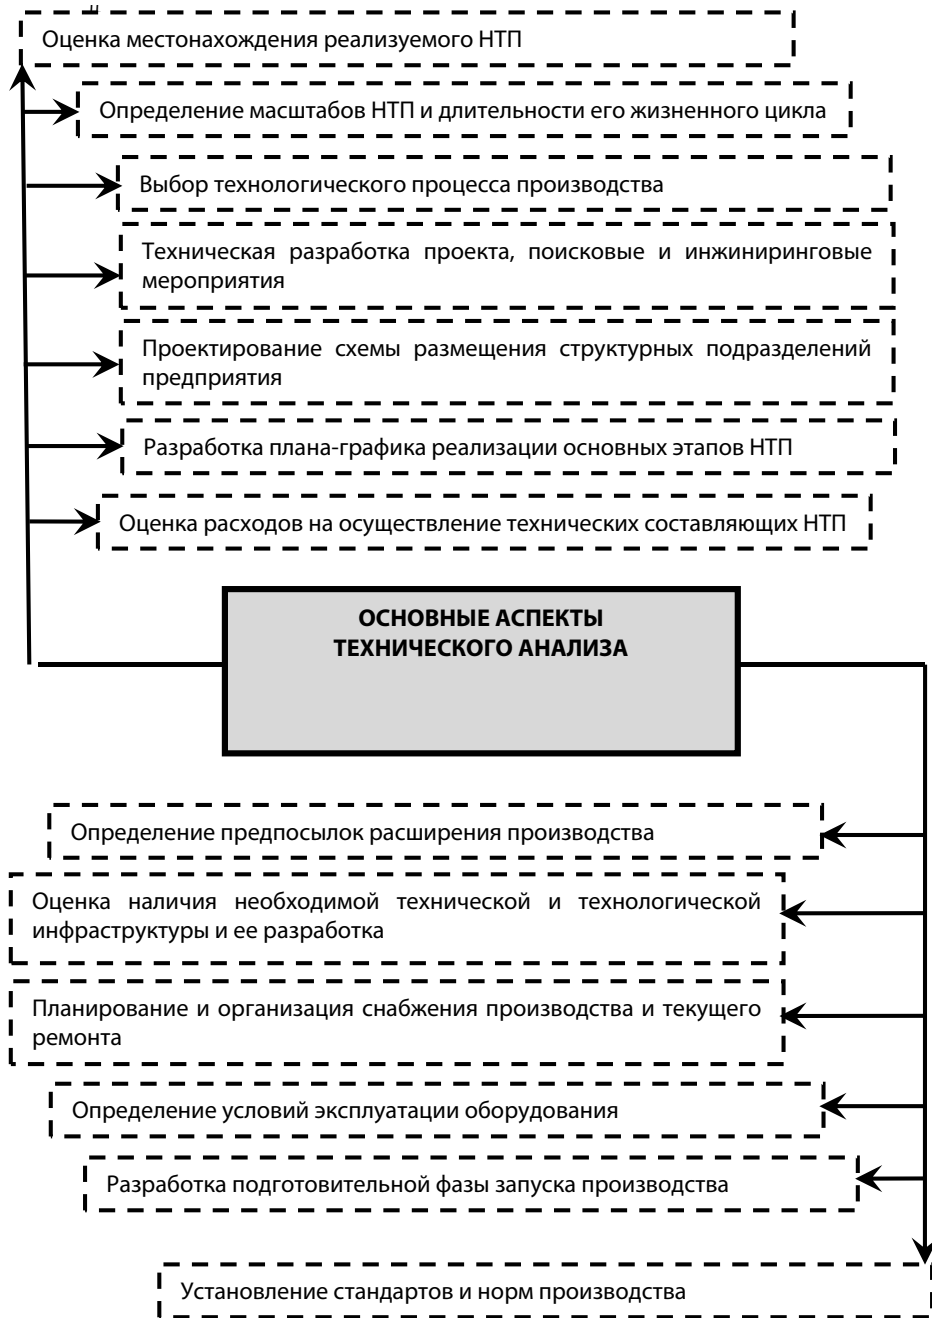 Оценка местонахождения реализуемого НТП
Определение масштабов НТП и длительности его жизненного цикла
Выбор технологического процесса производства
Техническая разработка проекта, поисковые и инжиниринговые
мероприятия
Проектирование схемы размещения структурных подразделений
предприятия
Разработка плана-графика реализации основных этапов НТП
Оценка расходов на осуществление технических составляющих НТП
ОСНОВНЫЕ АСПЕКТЫ
ТЕХНИЧЕСКОГО АНАЛИЗА
Определение предпосылок расширения производства
Оценка наличия необходимой технической и технологической
инфраструктуры и ее разработка
Планирование и организация снабжения производства и текущего
ремонта
Определение условий эксплуатации оборудования
Разработка подготовительной фазы запуска производства
Установление стандартов и норм производства